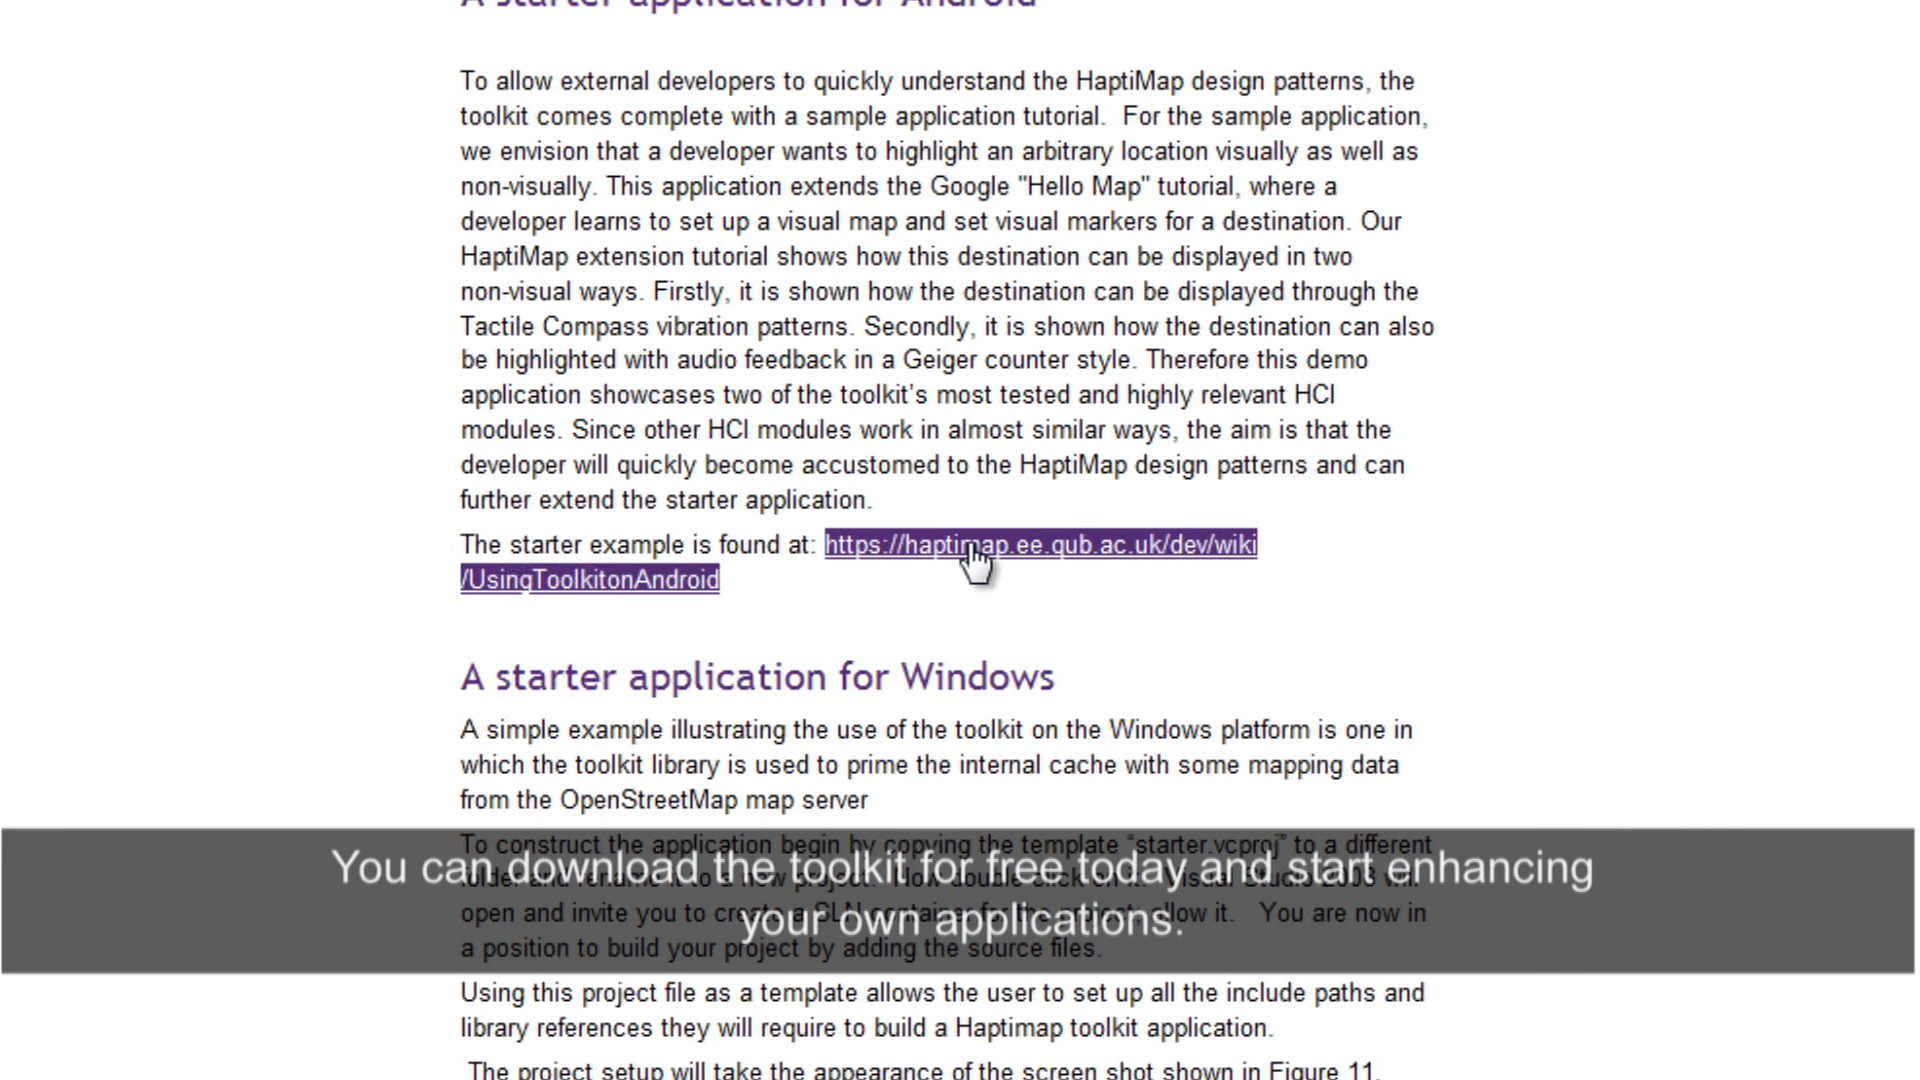 A starter application for Android
To allow external developers to quickly understand the HaptiMap design patterns, the
toolkit comes complete with a sample application tutorial.  For the sample application,
we envision that a developer wants to highlight an arbitrary location visually as well as
non-visually. This application extends the Google "Hello Map" tutorial, where a
developer learns to set up a visual map and set visual markers for a destination. Our
HaptiMap extension tutorial shows how this destination can be displayed in two
non-visual ways. Firstly, it is shown how the destination can be displayed through the
Tactile Compass vibration patterns. Secondly, it is shown how the destination can also
be highlighted with audio feedback in a Geiger counter style. Therefore this demo
application showcases two of the toolkit's most tested and highly relevant HCI
modules. Since other HCI modules work in almost similar ways, the aim is that the
developer will quickly become accustomed to the HaptiMap design patterns and can
further extend the starter application.
The starter example is found at: https://haptimap.ee.qub.ac.uk/dev/wiki
/UsingToolkitonAndroid
A starter application for Windows
A simple example illustrating the use of the toolkit on the Windows platform is one in
which the toolkit library is used to prime the internal cache with some mapping data
from the OpenStreetMap map server
To construct the application begin by copying the template "starter.vcproj" to a different
folder and rename it to a new project. Now double click on it. Visual Studio 2008 will
open and invite you to create a SLN container for the project; allow it.   You are now in
a position to build your project by adding the source files.
You can download the toolkit for free today and start enhancing
your own applications.
Using this project file as a template allows the user to set up all the include paths and
library references they will require to build a Haptimap toolkit application.
The project setup will take the appearance of the screen shot shown in Figure 11.